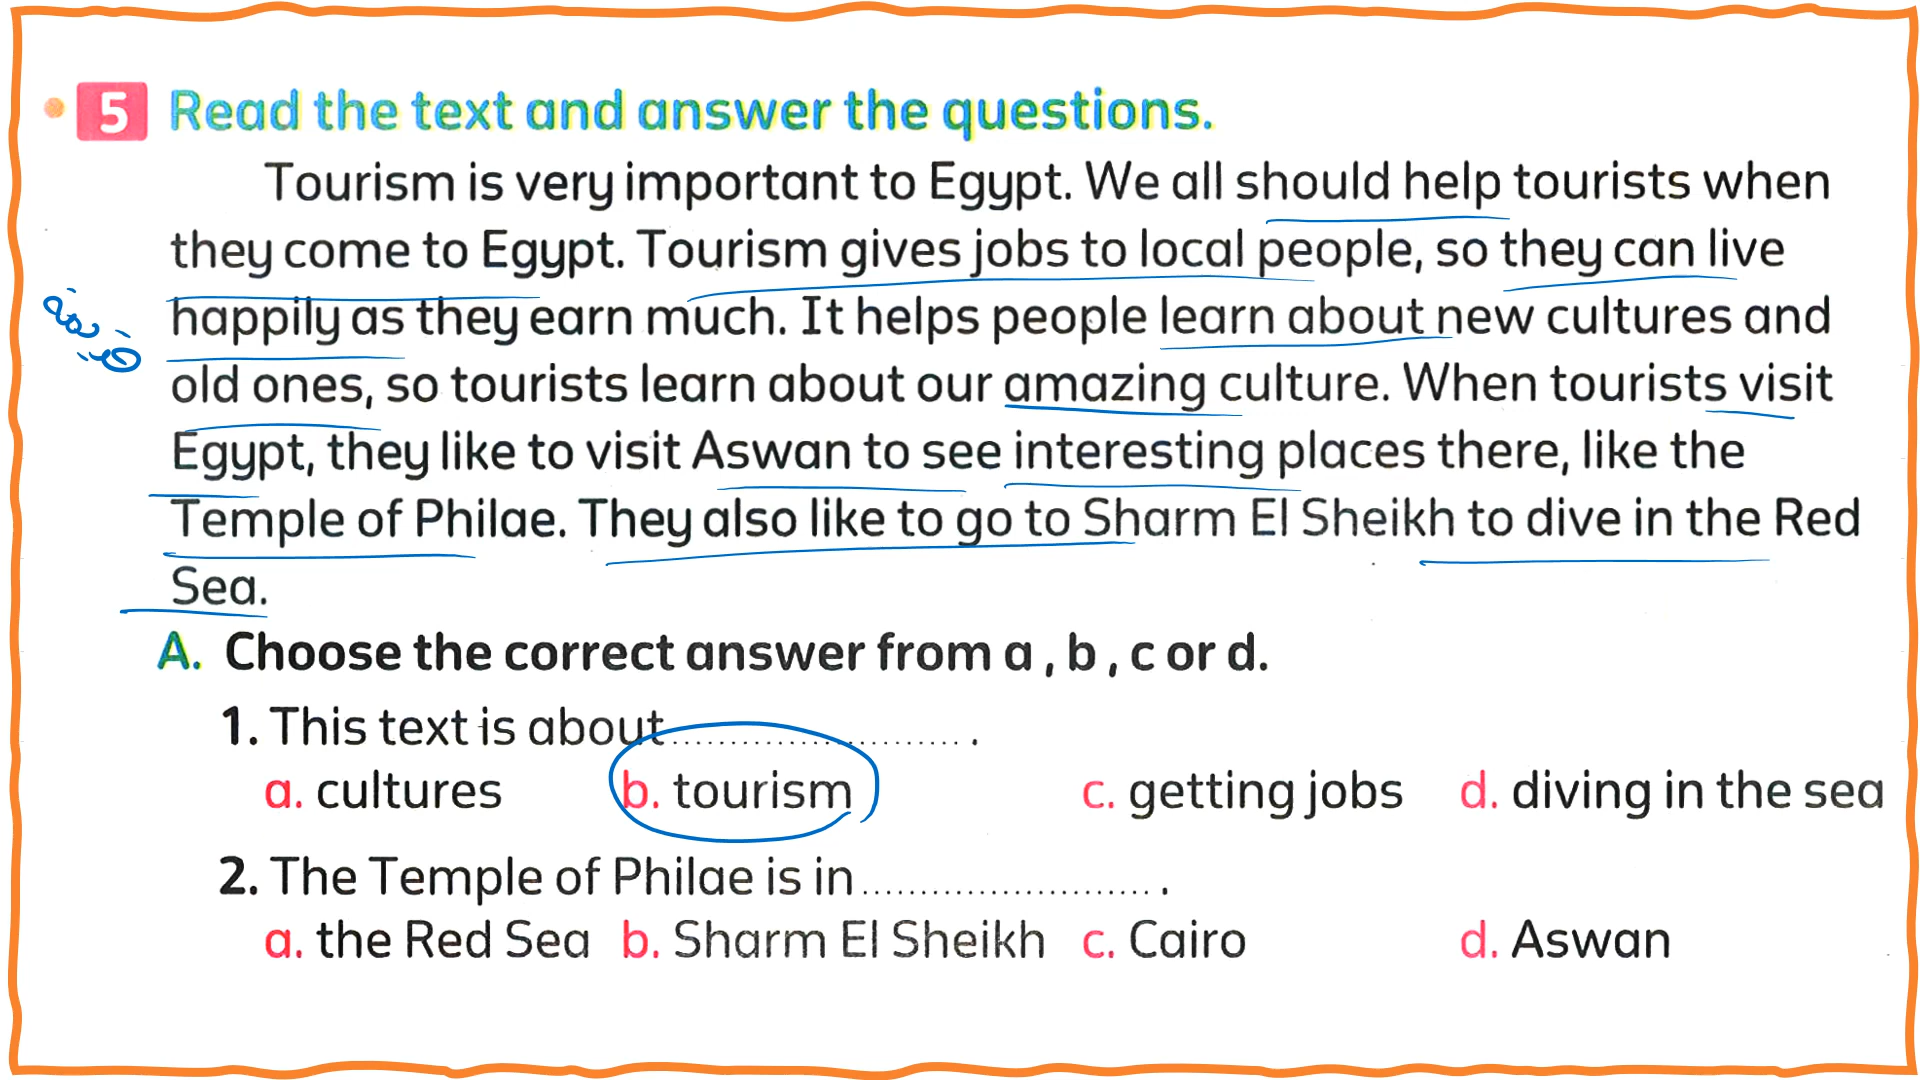 5 Read the text and answer the questions.
Tourism is very important to Egypt. We all should help tourists when
they come to Egypt. Tourism gives jobs to local people, so they can live
happily as they earn much. It helps people learn about new cultures and
old ones, so tourists learn about our amazing culture. When tourists visit
Egypt, they like to visit Aswan to see interesting places there, like the
Temple of Philae. They also like to go to Sharm El Sheikh to dive in the Red
Sea.
A. Choose the correct answer from a , b , c or d.
1. This text is about........................ .
a. cultures b. tourism c. getting jobs d. diving in the sea
2. The Temple of Philae is in........................ .
a. the Red Sea b. Sharm El Sheikh c. Cairo d. Aswan